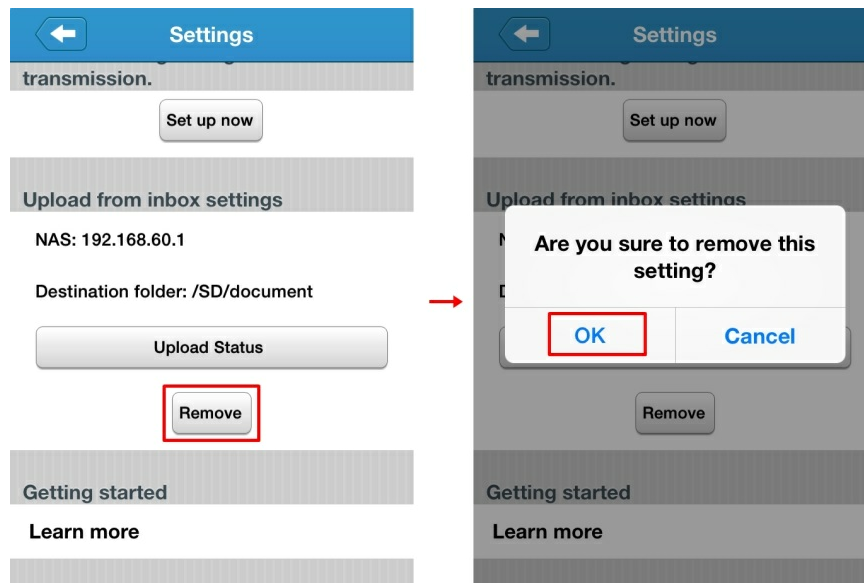 Settings
transmission.
Set up now
Upload from inbox settings
NAS: 192.168.60.1
Destination folder: /SD/document
Upload Status
Remove
Getting started
Learn more
Settings
transmission.
Set up now
Upload from inbox settings
Are you sure to remove this
setting?
OK Cancel
Remove
Getting started
Learn more